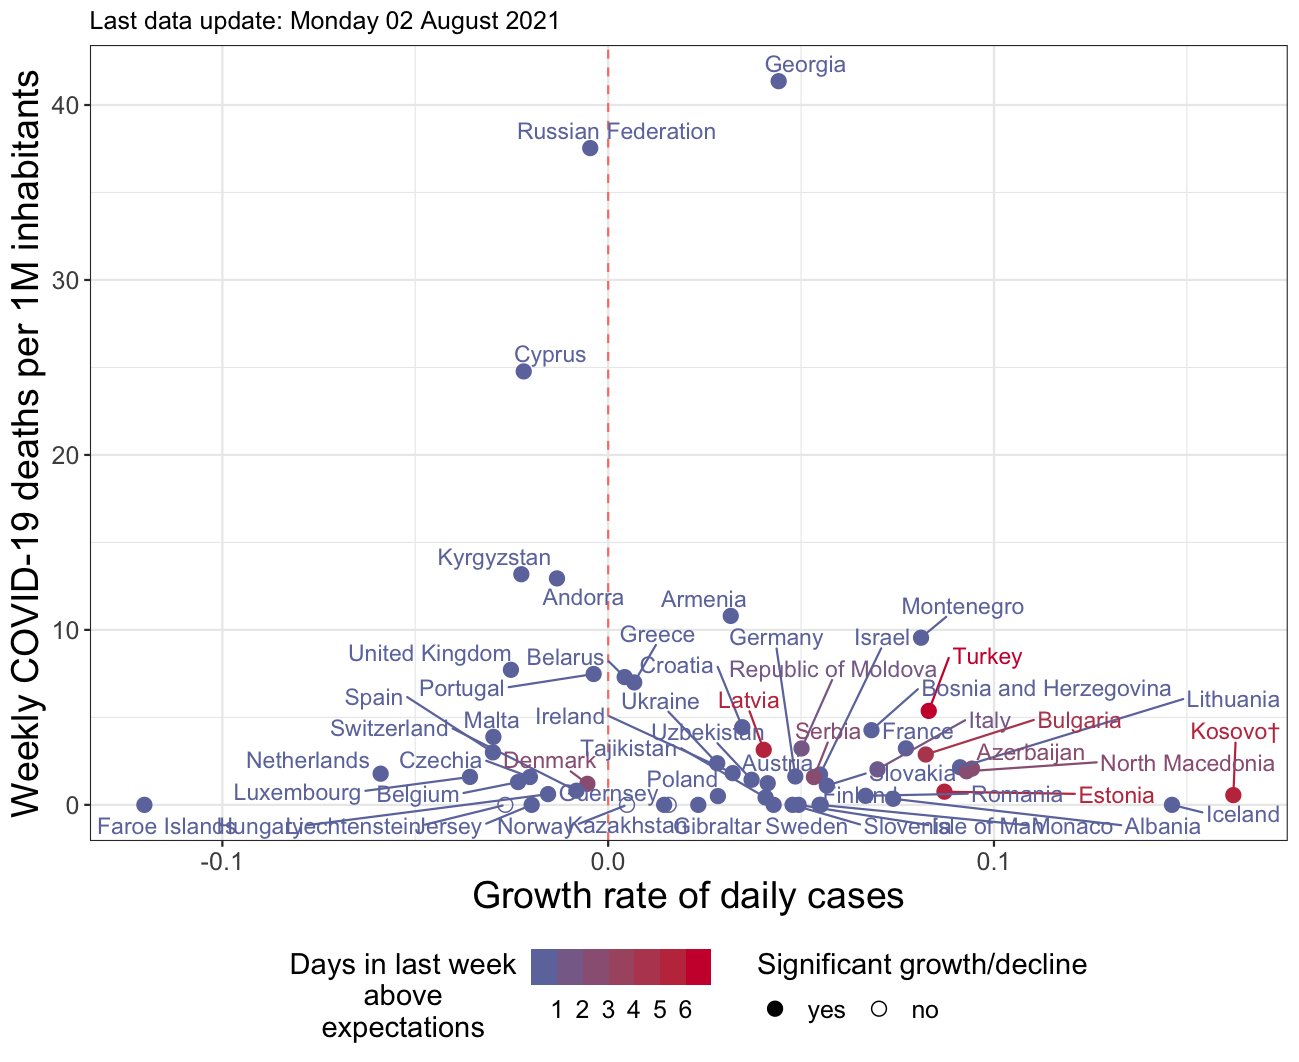 Last data update: Monday 02 August 2021
Weekly COVID-19 deaths per 1M inhabitants
40
30
20
10
0
Georgia
Russian Federation
Cyprus
Kyrgyzstan
Andorra
Armenia
Montenegro
Greece
Germany
Israel
United Kingdom
Belarus
Croatia
Republic of Moldova
Turkey
Portugal
Bosnia and Herzegovina
Spain
Ukraine
Latvia
Lithuania
Switzerland
Malta
Ireland
Uzbekistan
Serbia
France
Italy
Bulgaria
Kosovo†
Netherlands
Czechia
Denmark
Tajikistan
Austria
Azerbaijan
North Macedonia
Luxembourg
Belgium
Guernsey
Poland
Finland
Slovakia
Romania
Estonia
Iceland
Faroe Islands
Hungary
Liechtenstein
Jersey
Norway
Kazakhstan
Gibraltar
Sweden
Slovenia
Isle of Man
Monaco
Albania
-0.1
0.0
0.1
Growth rate of daily cases
Days in last week
above
expectations
1 2 3 4 5 6
Significant growth/decline
yes
no